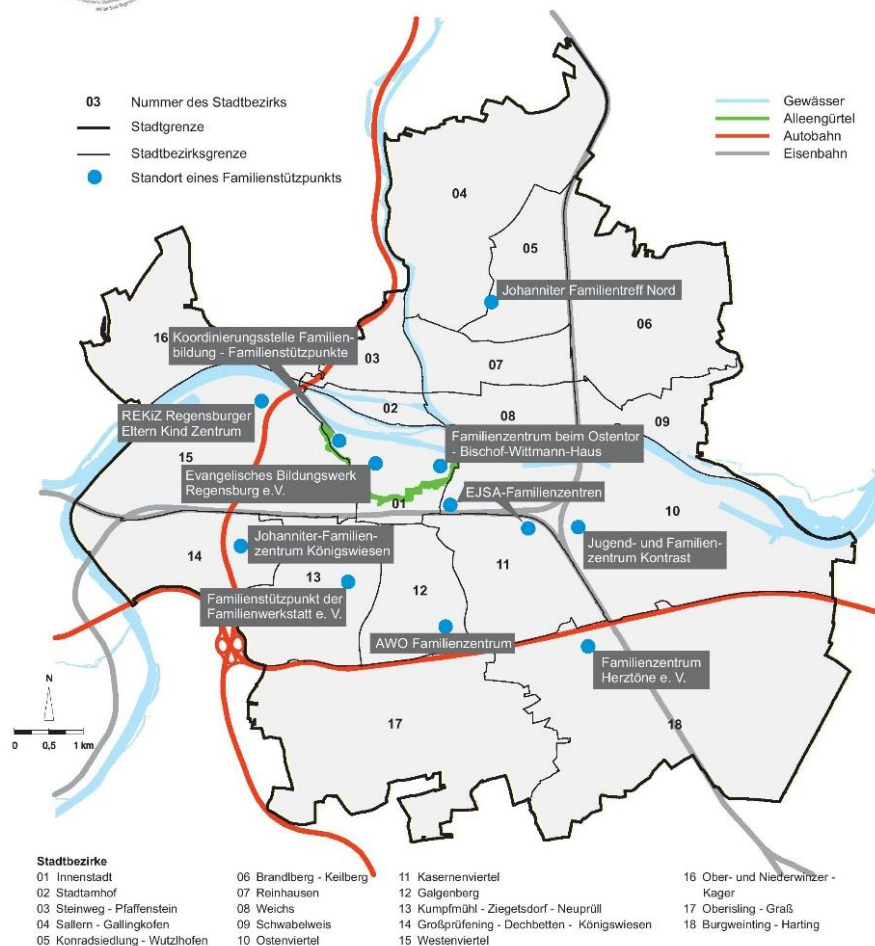 03 Nummer des Stadtbezirks
Stadtgrenze
Stadtbezirksgrenze
Standort eines Familienstützpunkts
Gewässer
Alleengürtel
Autobahn
Eisenbahn
04
05
Johanniter Familientreff Nord
06
16
Koordinierungsstelle Familien-
bildung - Familienstützpunkte
03
07
02
08
09
REKiZ Regensburger
Eltern Kind Zentrum
Familienzentrum beim Ostentor
- Bischof-Wittmann-Haus
15
Evangelisches Bildungswerk
Regensburg e.V.
01
EJSA-Familienzentren
10
Johanniter-Familien-
zentrum Königswiesen
Jugend- und Familien-
zentrum Kontrast
14
13
12
11
Familienstützpunkt der
Familienwerkstatt e. V.
AWO Familienzentrum
Familienzentrum
Herztöne e. V.
N
0 0,5 1 km
17
18
Stadtbezirke
01 Innenstadt
02 Stadtamhof
03 Steinweg - Pfaffenstein
04 Sallern - Gallingkofen
05 Konradsiedlung - Wutzlhofen
06 Brandlberg - Keilberg
07 Reinhausen
08 Weichs
09 Schwabelweis
10 Ostenviertel
11 Kasernenviertel
12 Galgenberg
13 Kumpfmühl - Ziegetsdorf - Neuprüll
14 Großprüfening - Dechbetten - Königswiesen
15 Westenviertel
16 Ober- und Niederwinzer -
Kager
17 Oberisling - Graß
18 Burgweinting - Harting